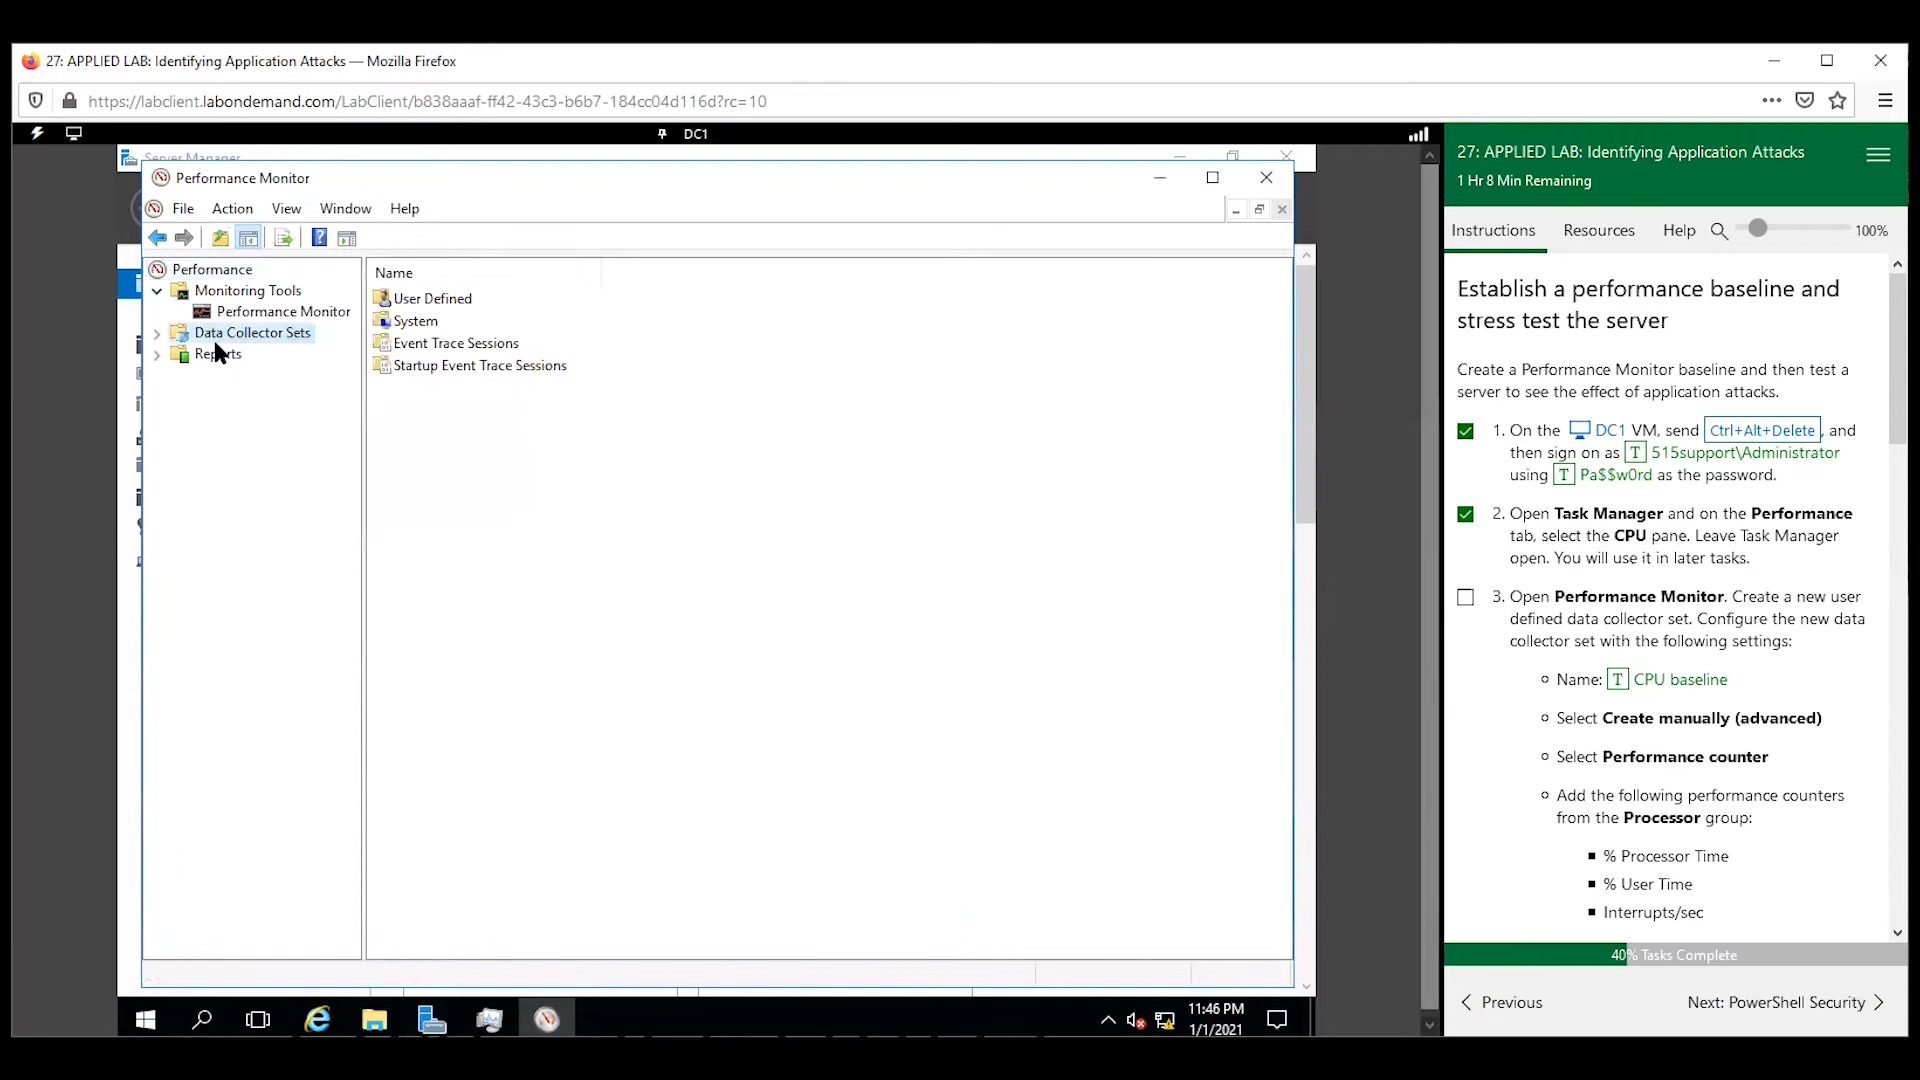 27: APPLIED LAB: Identifying Application Attacks — Mozilla Firefox
https://labclient.labondemand.com/LabClient/b838aaaf-ff42-43c3-b6b7-184cc04d116d?rc=10
DC1
Server Manager
Performance Monitor
File Action View Window Help
Performance
Monitoring Tools
Performance Monitor
Data Collector Sets
Reports
Name
User Defined
System
Event Trace Sessions
Startup Event Trace Sessions
11:46 PM
1/1/2021
27: APPLIED LAB: Identifying Application Attacks
1 Hr 8 Min Remaining
Instructions Resources Help 100%
Establish a performance baseline and
stress test the server
Create a Performance Monitor baseline and then test a
server to see the effect of application attacks.
1. On the DC1 VM, send Ctrl+Alt+Delete, and
then sign on as T 515support\Administrator
using T Pa$$w0rd as the password.
2. Open Task Manager and on the Performance
tab, select the CPU pane. Leave Task Manager
open. You will use it in later tasks.
3. Open Performance Monitor. Create a new user
defined data collector set. Configure the new data
collector set with the following settings:
Name: T CPU baseline
Select Create manually (advanced)
Select Performance counter
Add the following performance counters
from the Processor group:
% Processor Time
% User Time
Interrupts/sec
40% Tasks Complete
Previous
Next: PowerShell Security